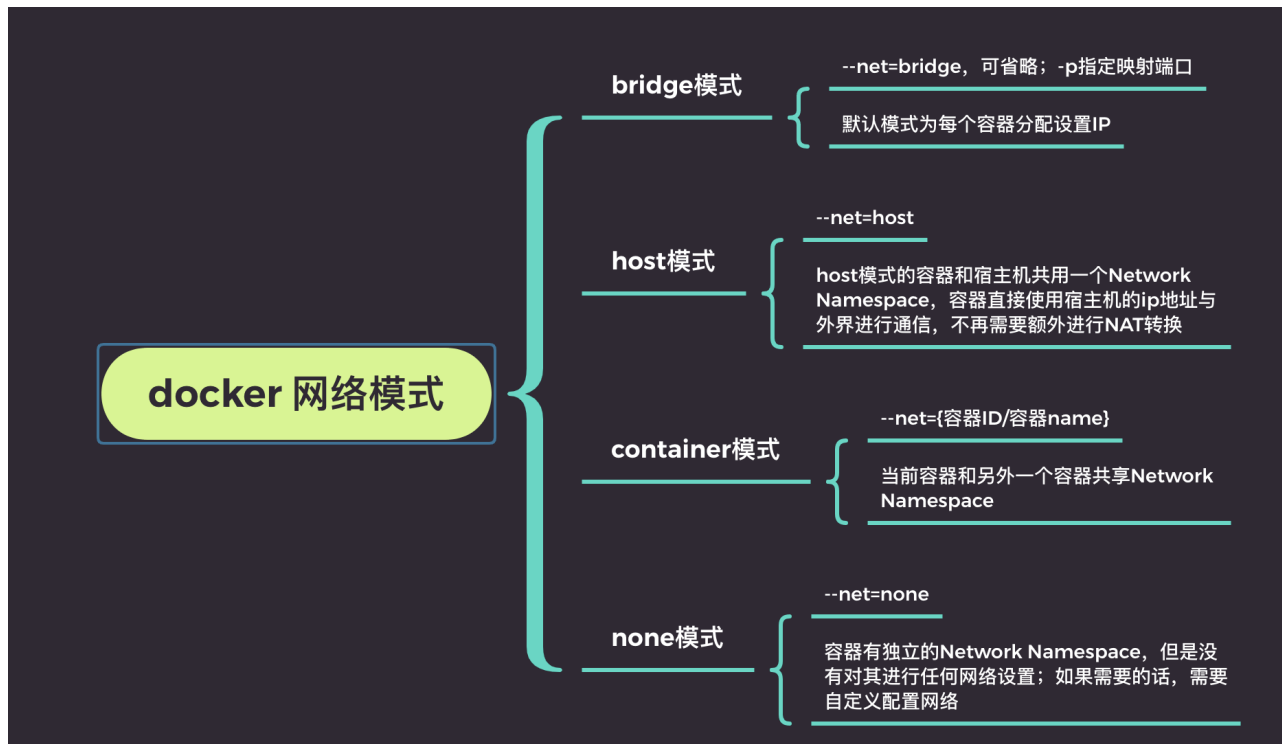 docker 网络模式
bridge模式
--net=bridge，可省略；-p指定映射端口
默认模式为每个容器分配设置IP
host模式
--net=host
host模式的容器和宿主机共用一个Network
Namespace，容器直接使用宿主机的ip地址与
外界进行通信，不再需要额外进行NAT转换
container模式
--net={容器ID/容器name}
当前容器和另外一个容器共享Network
Namespace
none模式
--net=none
容器有独立的Network Namespace，但是没
有对其进行任何网络设置；如果需要的话，需要
自定义配置网络